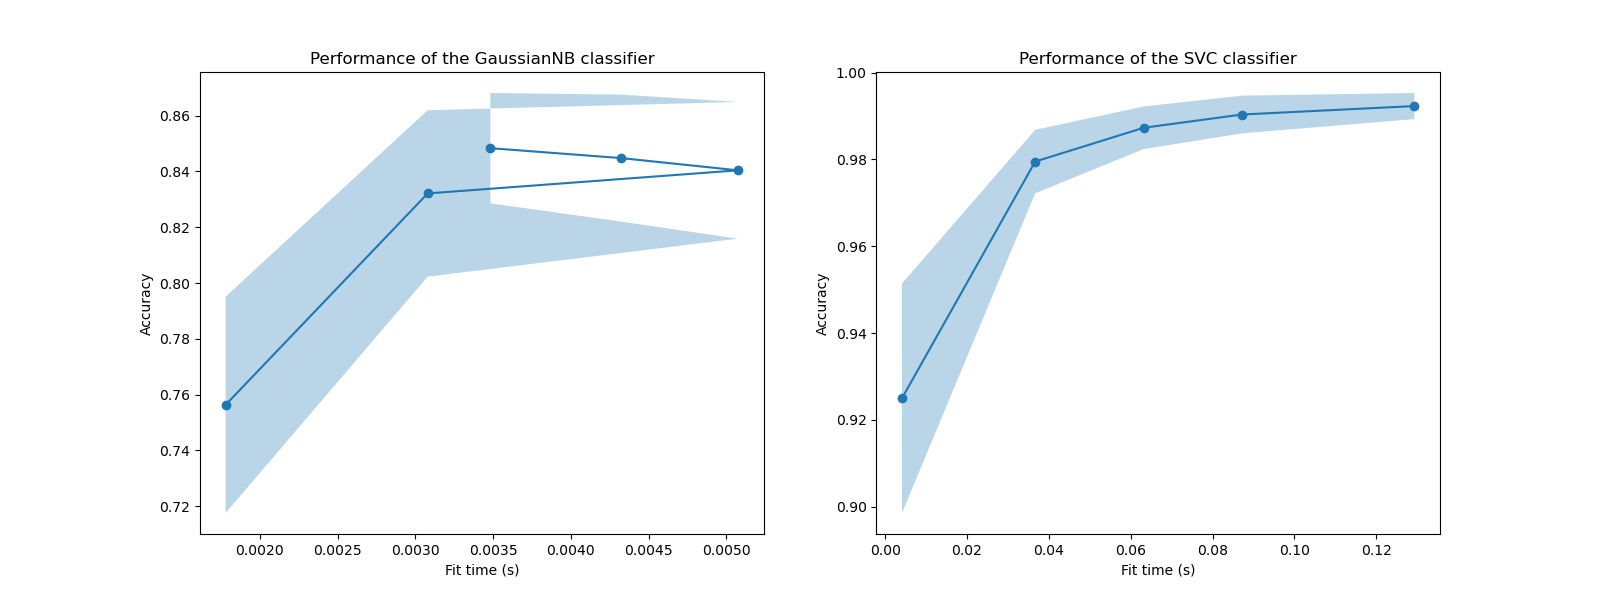 Performance of the GaussianNB classifier
Accuracy
0.86
0.84
0.82
0.80
0.78
0.76
0.74
0.72
0.0020 0.0025 0.0030 0.0035 0.0040 0.0045 0.0050
Fit time (s)
Performance of the SVC classifier
Accuracy
1.00
0.98
0.96
0.94
0.92
0.90
0.00 0.02 0.04 0.06 0.08 0.10 0.12
Fit time (s)